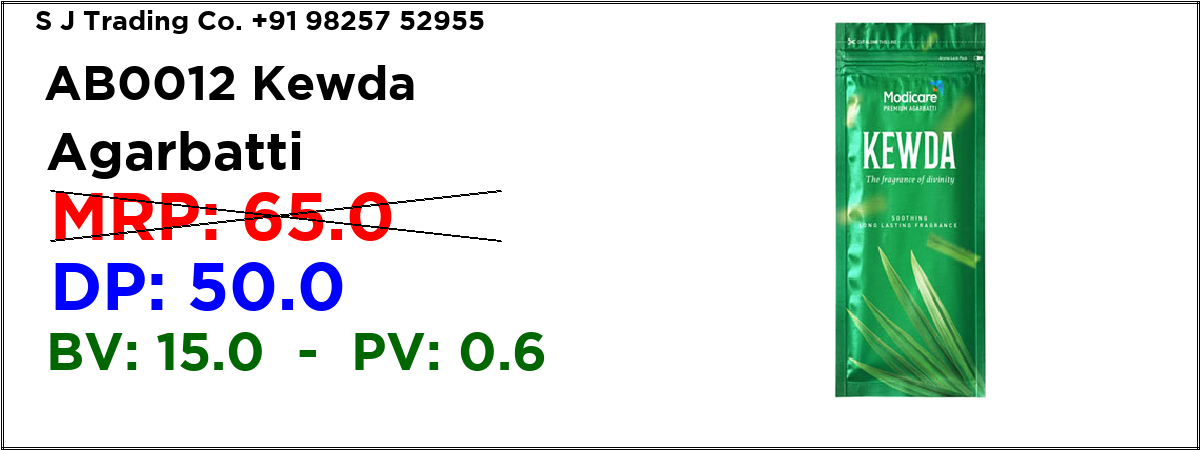 S J Trading Co. +91 98257 52955
AB0012 Kewda
Agarbatti
MRP: 65.0
DP: 50.0
BV: 15.0 - PV: 0.6
Modicare
PREMIUM AGARBATTI
KEWDA
The fragrance of divinity
SOOTHING
LONG LASTING FRAGRANCE